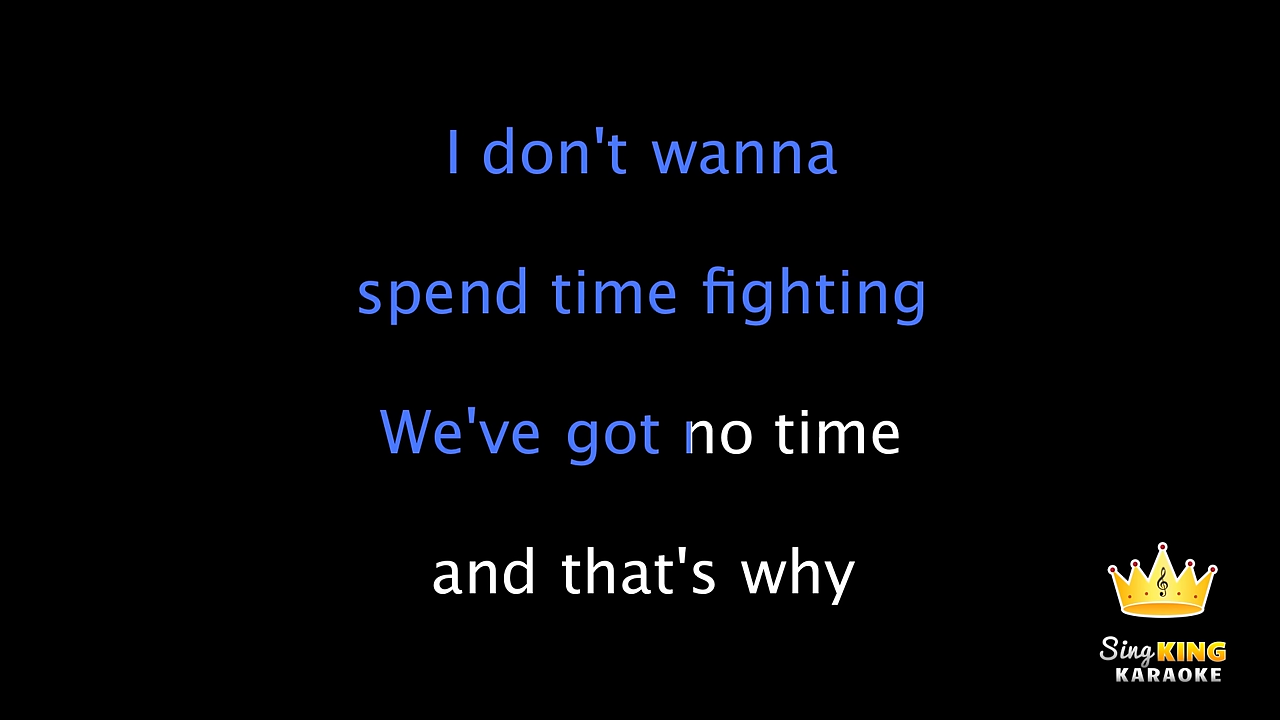 I don't wanna
spend time fighting
We've got no time
and that's why
Sing KING
KARAOKE